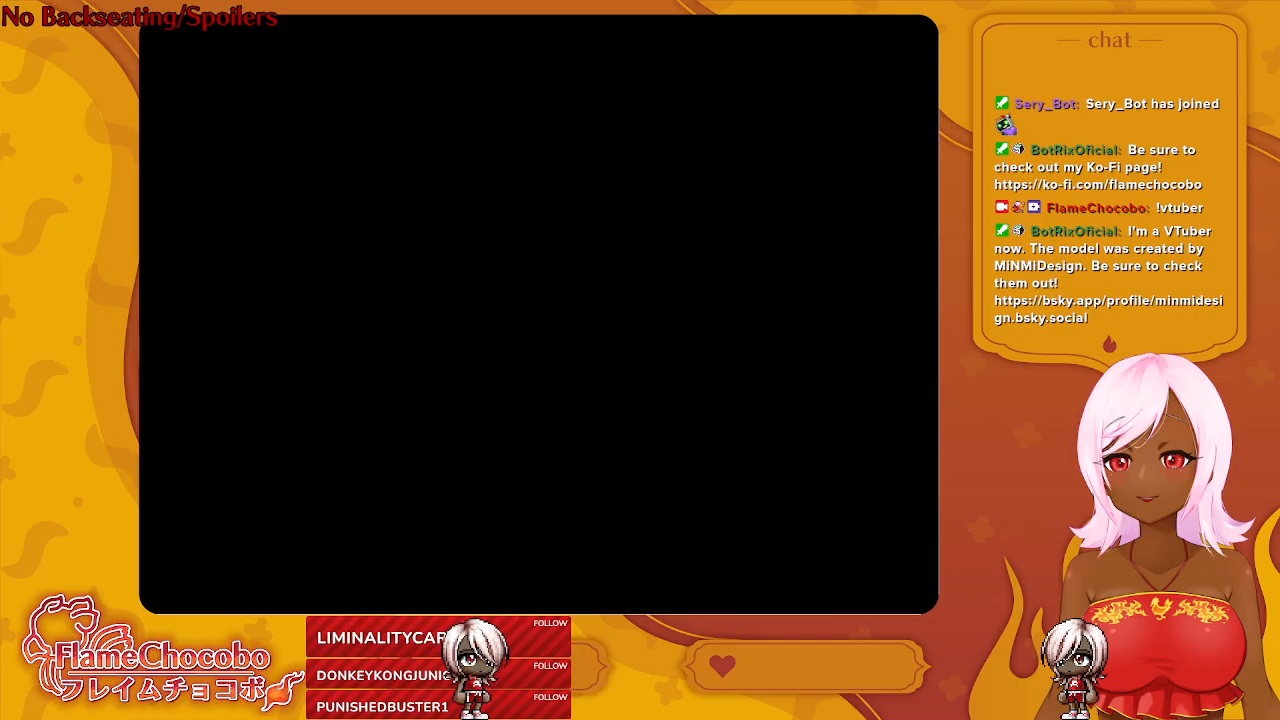 No Backseating/Spoilers
chat
Sery_Bot: Sery_Bot has joined
BotRixOficial: Be sure to
check out my Ko-Fi page!
https://ko-fi.com/flamechocobo
FlameChocobo: !vtuber
BotRixOficial: I'm a VTuber
now. The model was created by
MiNMiDesign. Be sure to check
them out!
https://bsky.app/profile/minmidesi
gn.bsky.social
FlameChocobo
フレイムチョコボ
FOLLOW
LIMINALITYCAR
FOLLOW
DONKEYKONGJUNIO
FOLLOW
PUNISHEDBUSTER1